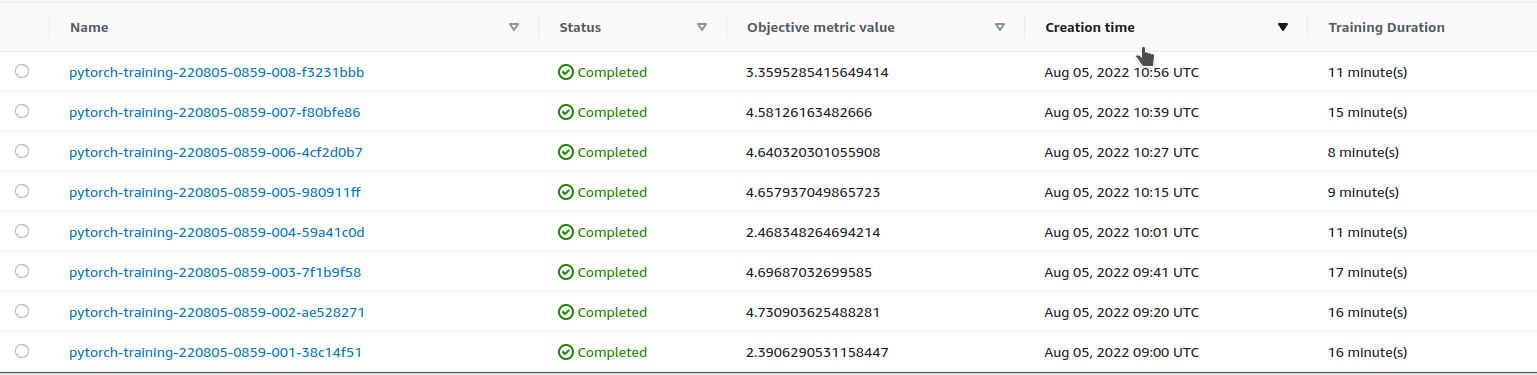 Name Status Objective metric value Creation time Training Duration
pytorch-training-220805-0859-008-f3231bbb Completed 3.3595285415649414 Aug 05, 2022 10:56 UTC 11 minute(s)
pytorch-training-220805-0859-007-f80bfe86 Completed 4.58126163482666 Aug 05, 2022 10:39 UTC 15 minute(s)
pytorch-training-220805-0859-006-4cf2d0b7 Completed 4.640320301055908 Aug 05, 2022 10:27 UTC 8 minute(s)
pytorch-training-220805-0859-005-980911ff Completed 4.657937049865723 Aug 05, 2022 10:15 UTC 9 minute(s)
pytorch-training-220805-0859-004-59a41c0d Completed 2.468348264694214 Aug 05, 2022 10:01 UTC 11 minute(s)
pytorch-training-220805-0859-003-7f1b9f58 Completed 4.69687032699585 Aug 05, 2022 09:41 UTC 17 minute(s)
pytorch-training-220805-0859-002-ae528271 Completed 4.730903625488281 Aug 05, 2022 09:20 UTC 16 minute(s)
pytorch-training-220805-0859-001-38c14f51 Completed 2.3906290531158447 Aug 05, 2022 09:00 UTC 16 minute(s)